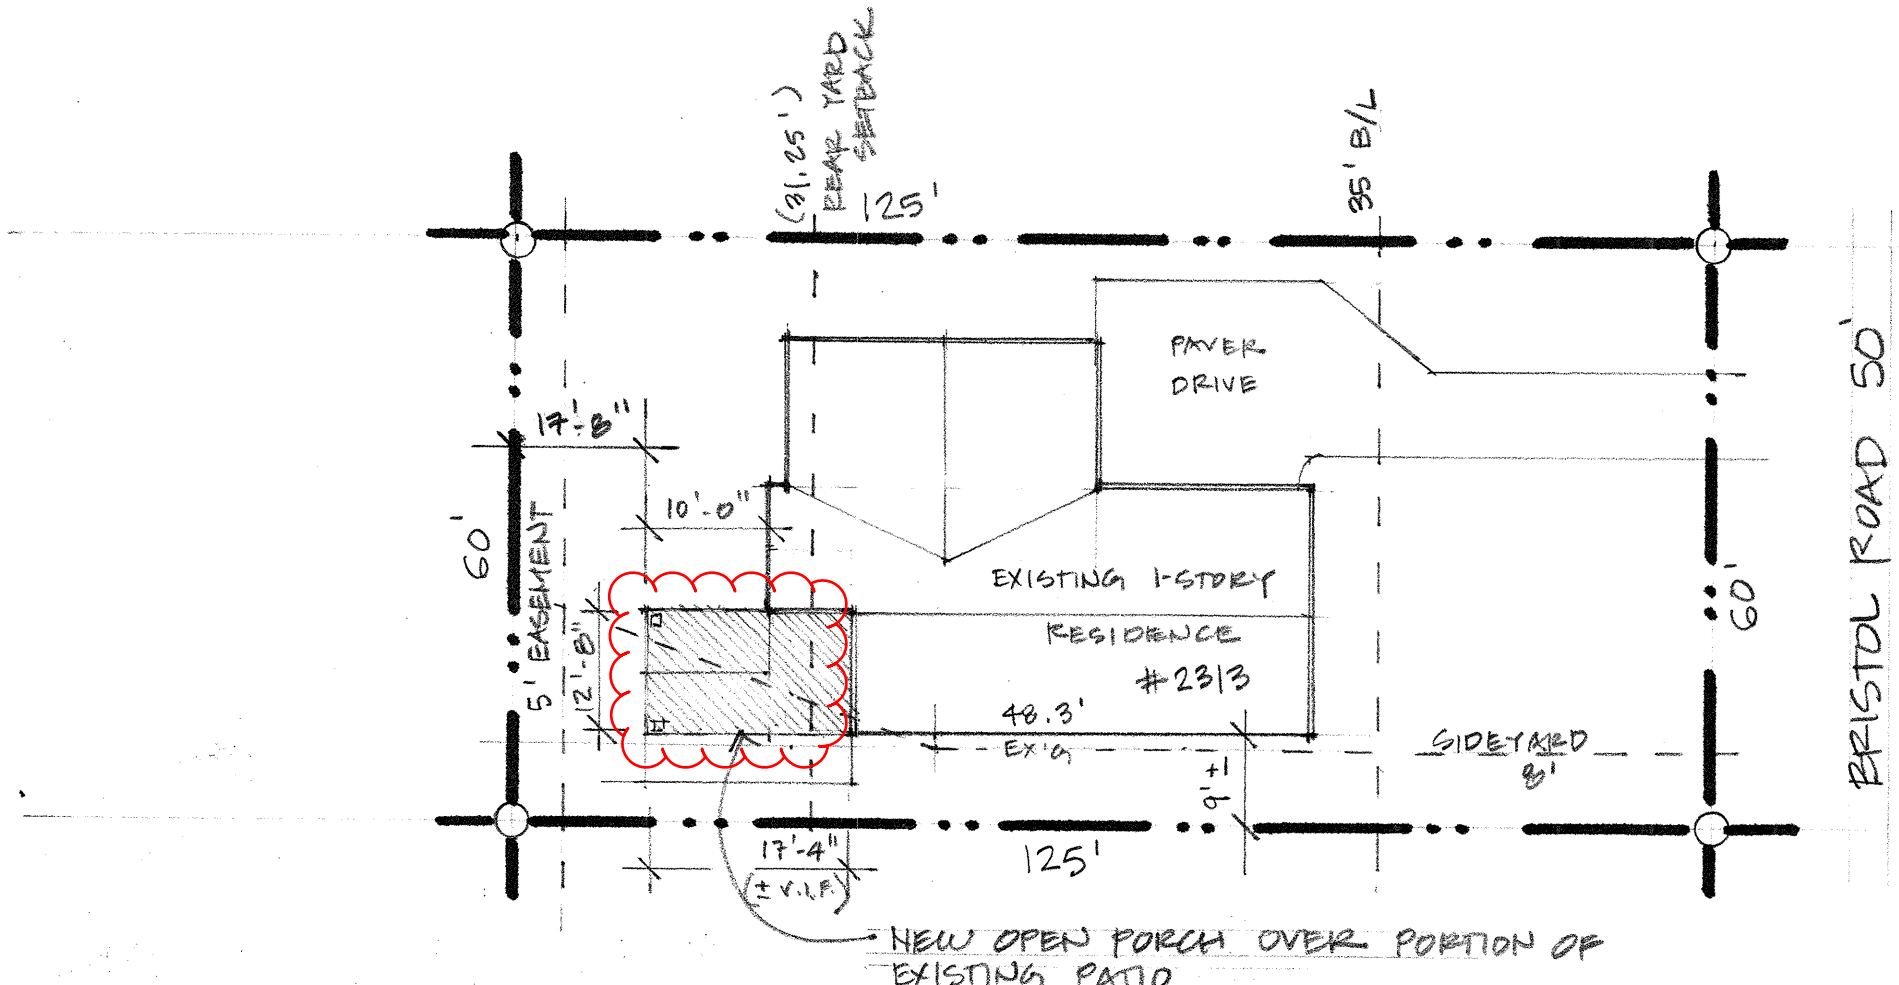 (31.25')
REAR YARD
SETBACK
125'
35' B/L
PAVER
DRIVE
BRISTOL ROAD 50'
17'-8"
10'-0"
60'
5' EASEMENT
12'-8"
EXISTING 1-STORY
RESIDENCE
#2313
60'
48.3'
EX'G
SIDEYARD
8'
9'±1
17'-4"
(± V.I.F.)
125'
NEW OPEN PORCH OVER PORTION OF
EXISTING PATIO